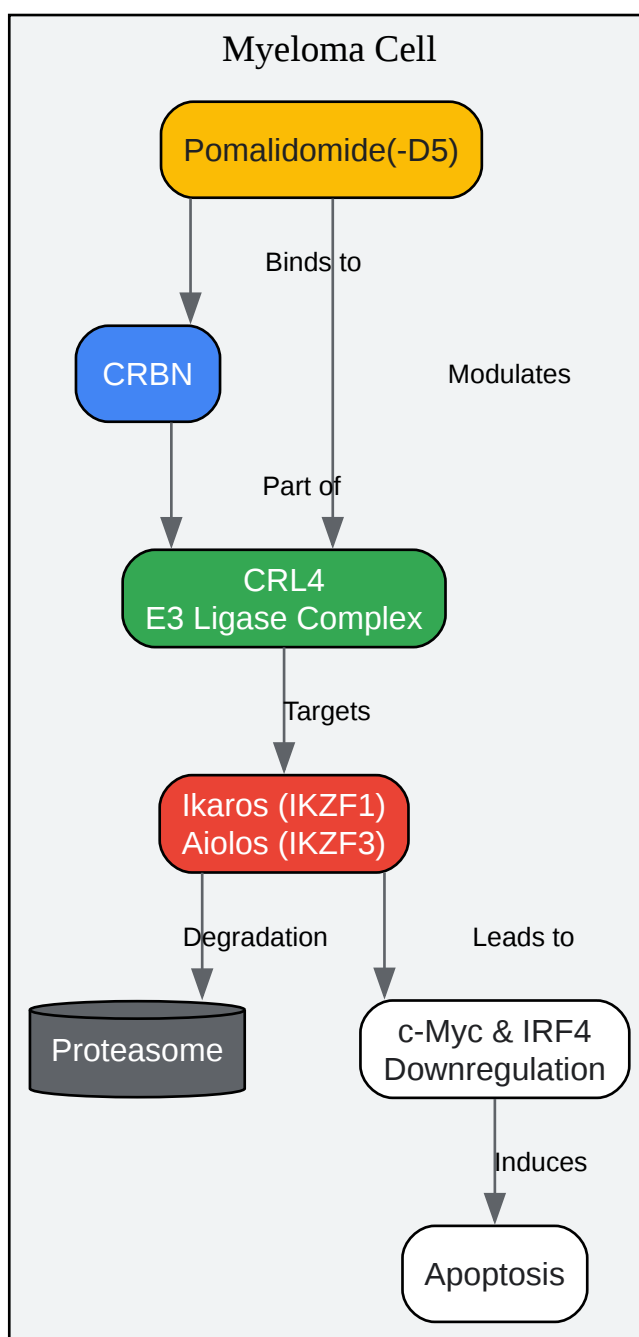 Myeloma Cell
Pomalidomide(-D5)
Binds to
CRBN
Modulates
Part of
CRL4
E3 Ligase Complex
Targets
Ikaros (IKZF1)
Aiolos (IKZF3)
Degradation
Leads to
Proteasome
c-Myc & IRF4
Downregulation
Induces
Apoptosis